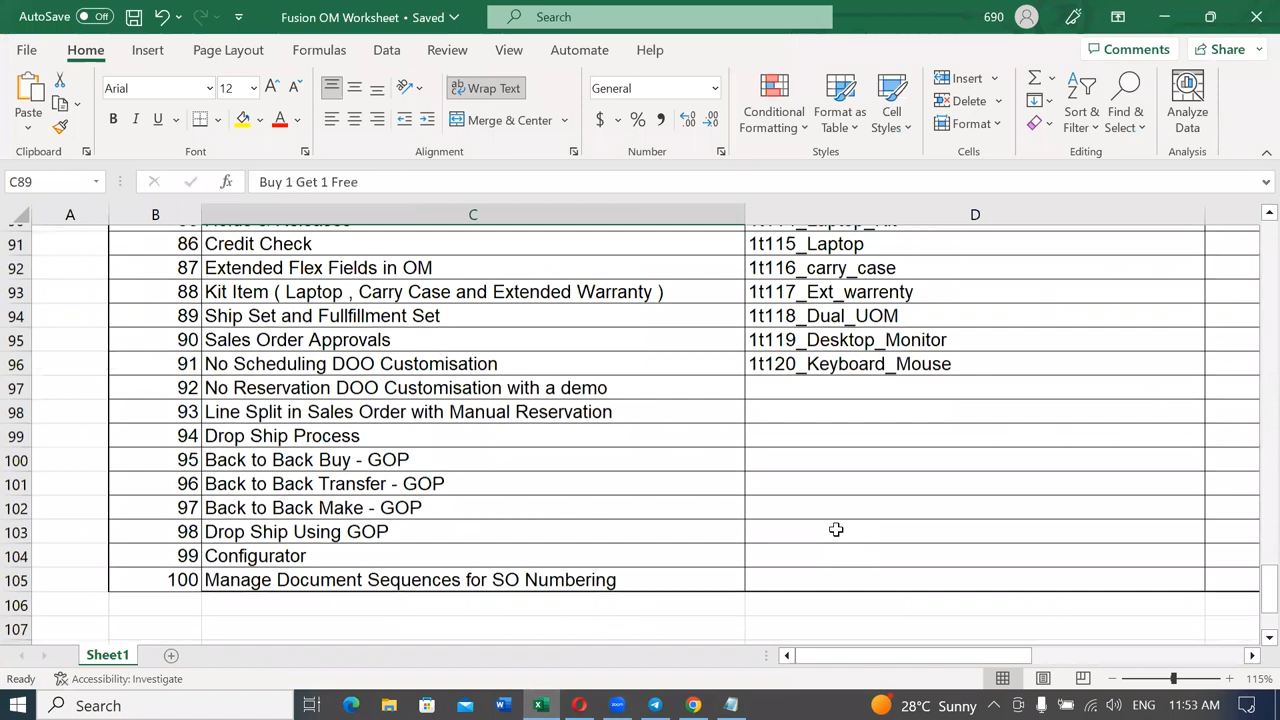 AutoSave Off Fusion OM Worksheet • Saved Search 690
File Home Insert Page Layout Formulas Data Review View Automate Help Comments Share
Paste Arial 12 A A Wrap Text General Conditional Formatting Format as Table Cell Styles Insert Delete Format Sort & Filter Find & Select Analyze Data
B I U A Merge & Center $ % ,
Clipboard Font Alignment Number Styles Cells Editing Analysis
C89 fx Buy 1 Get 1 Free
A B C D
91 86 Credit Check 1t115_Laptop
92 87 Extended Flex Fields in OM 1t116_carry_case
93 88 Kit Item ( Laptop , Carry Case and Extended Warranty ) 1t117_Ext_warrenty
94 89 Ship Set and Fullfillment Set 1t118_Dual_UOM
95 90 Sales Order Approvals 1t119_Desktop_Monitor
96 91 No Scheduling DOO Customisation 1t120_Keyboard_Mouse
97 92 No Reservation DOO Customisation with a demo
98 93 Line Split in Sales Order with Manual Reservation
99 94 Drop Ship Process
100 95 Back to Back Buy - GOP
101 96 Back to Back Transfer - GOP
102 97 Back to Back Make - GOP
103 98 Drop Ship Using GOP
104 99 Configurator
105 100 Manage Document Sequences for SO Numbering
106
107
Sheet1
Ready Accessibility: Investigate 115%
Search 28°C Sunny ENG 11:53 AM